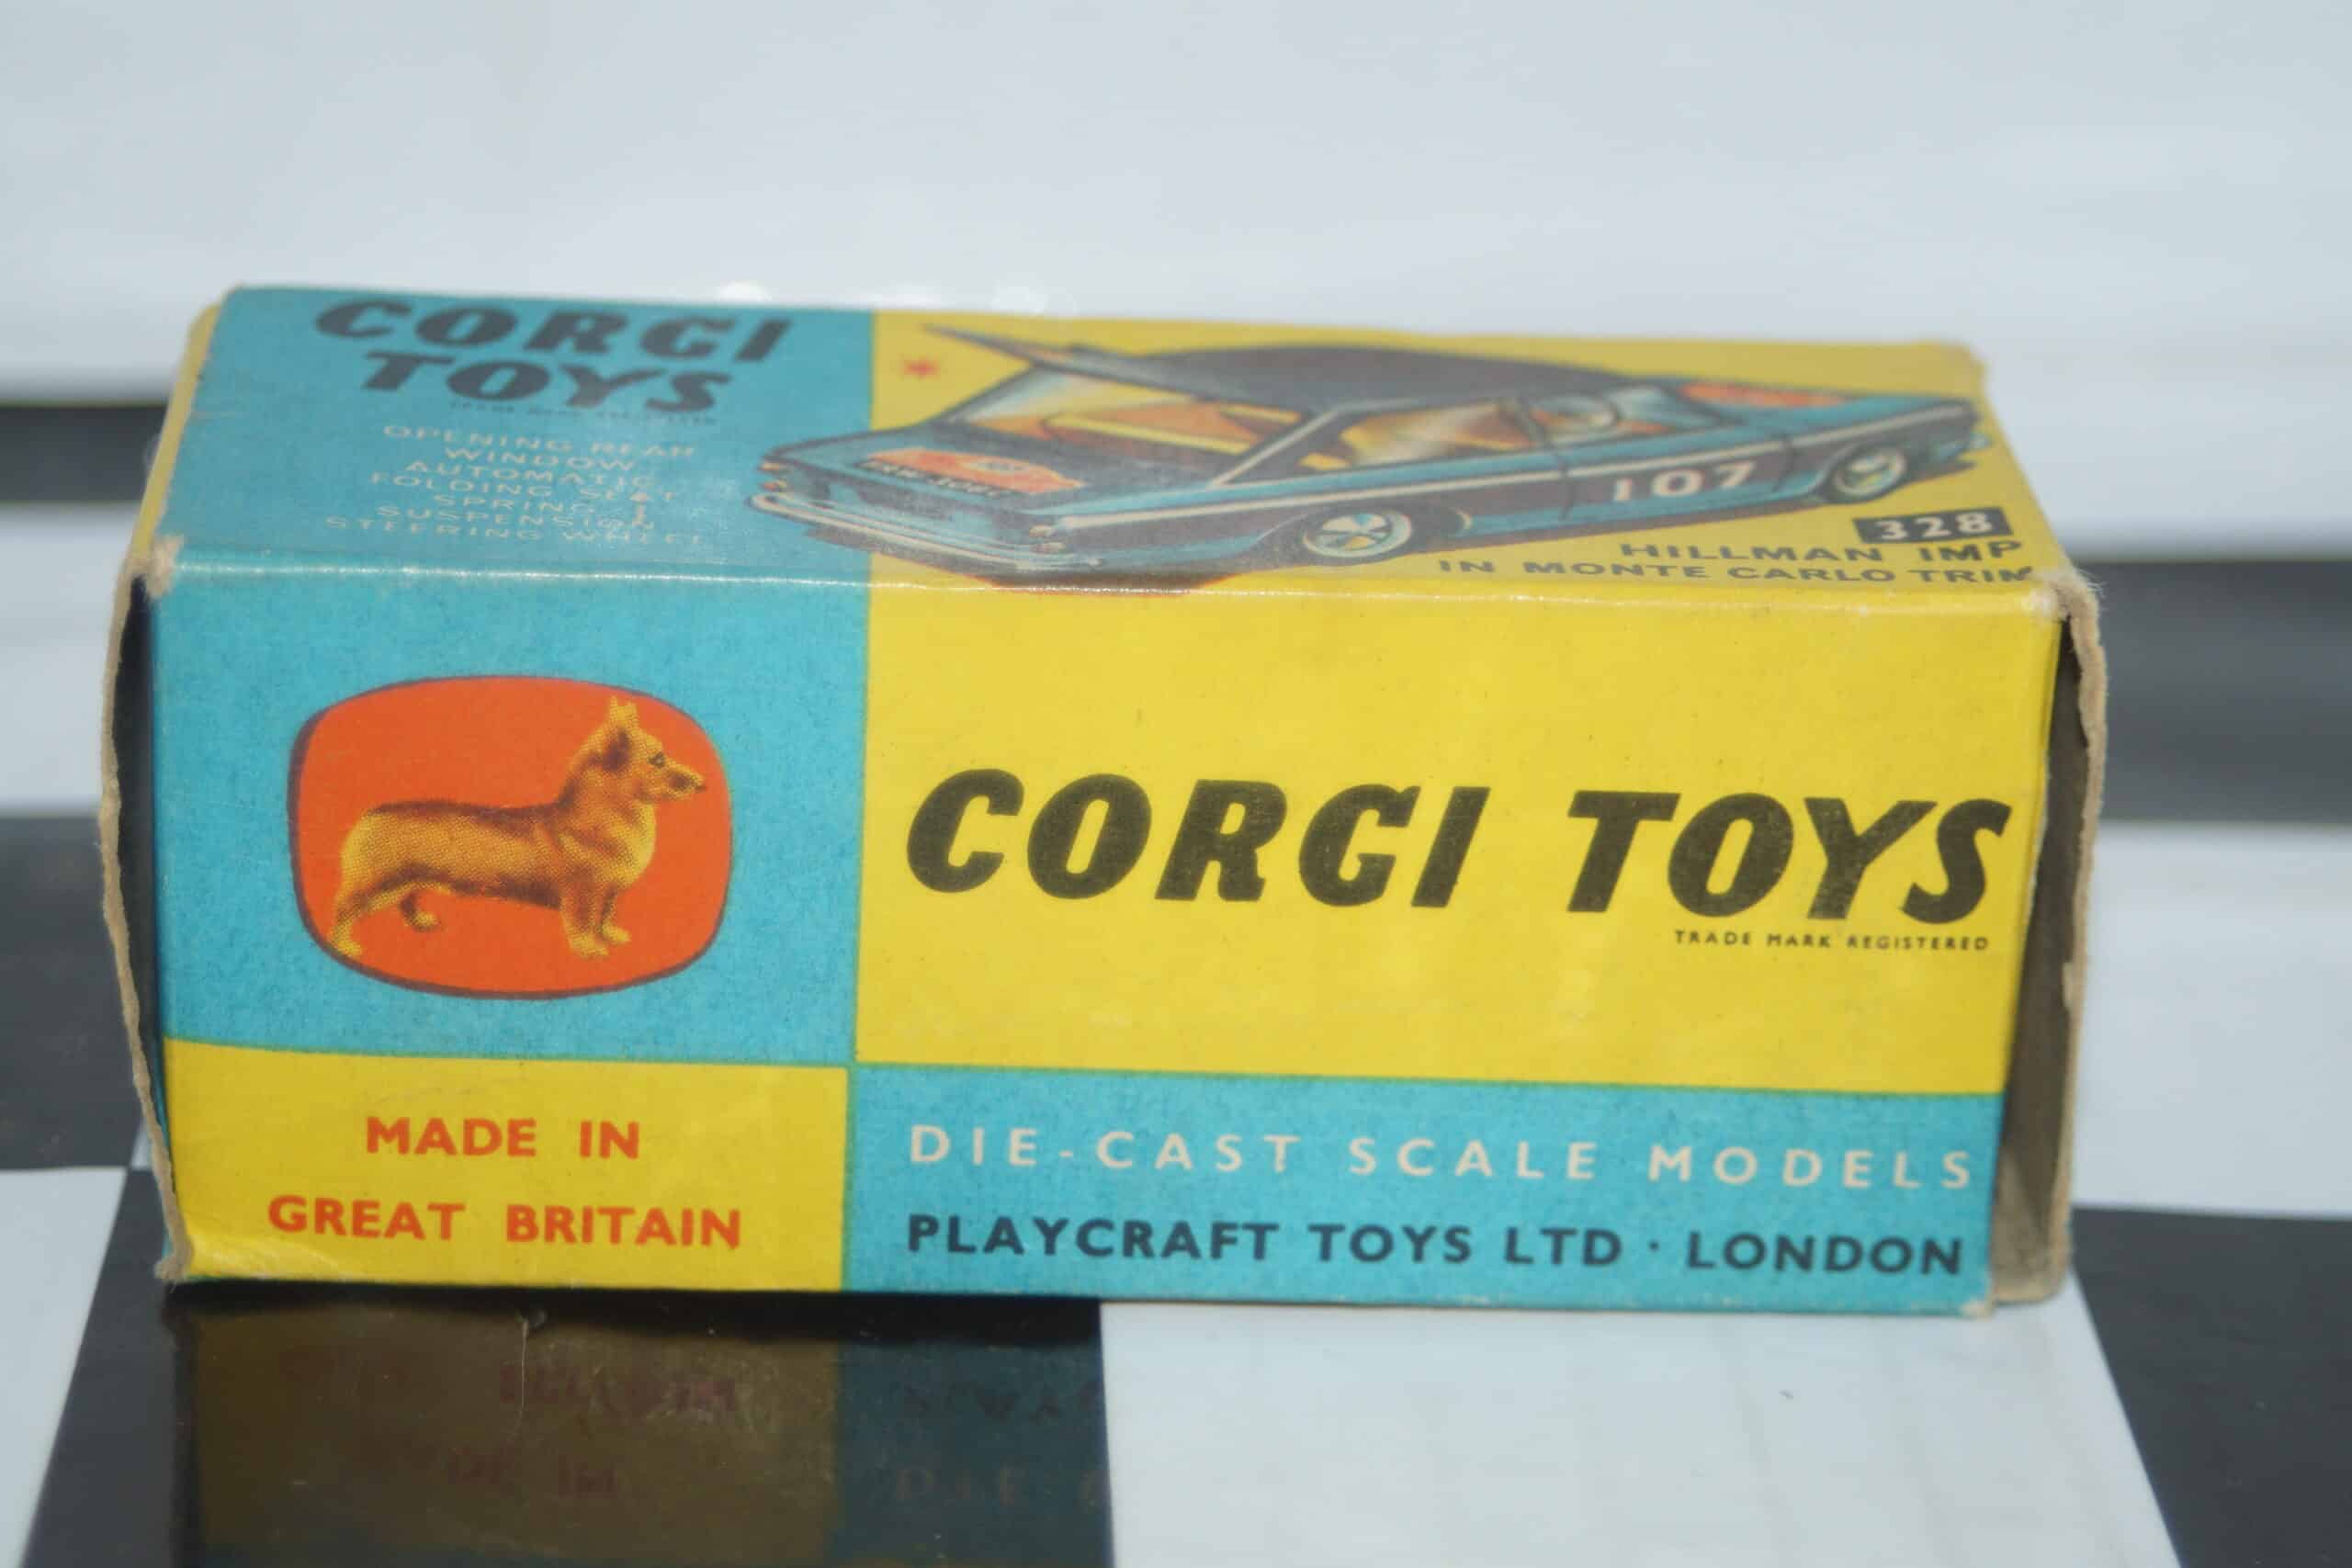 CORGI
TOYS
OPENING REAR
WINDOW
AUTOMATIC
FOLDING SEAT
SPRING
SUSPENSION
STEERING WHEEL
107
328
HILLMAN IMP
IN MONTE CARLO TRIM
CORGI TOYS
TRADE MARK REGISTERED
MADE IN
GREAT BRITAIN
DIE-CAST SCALE MODELS
PLAYCRAFT TOYS LTD · LONDON